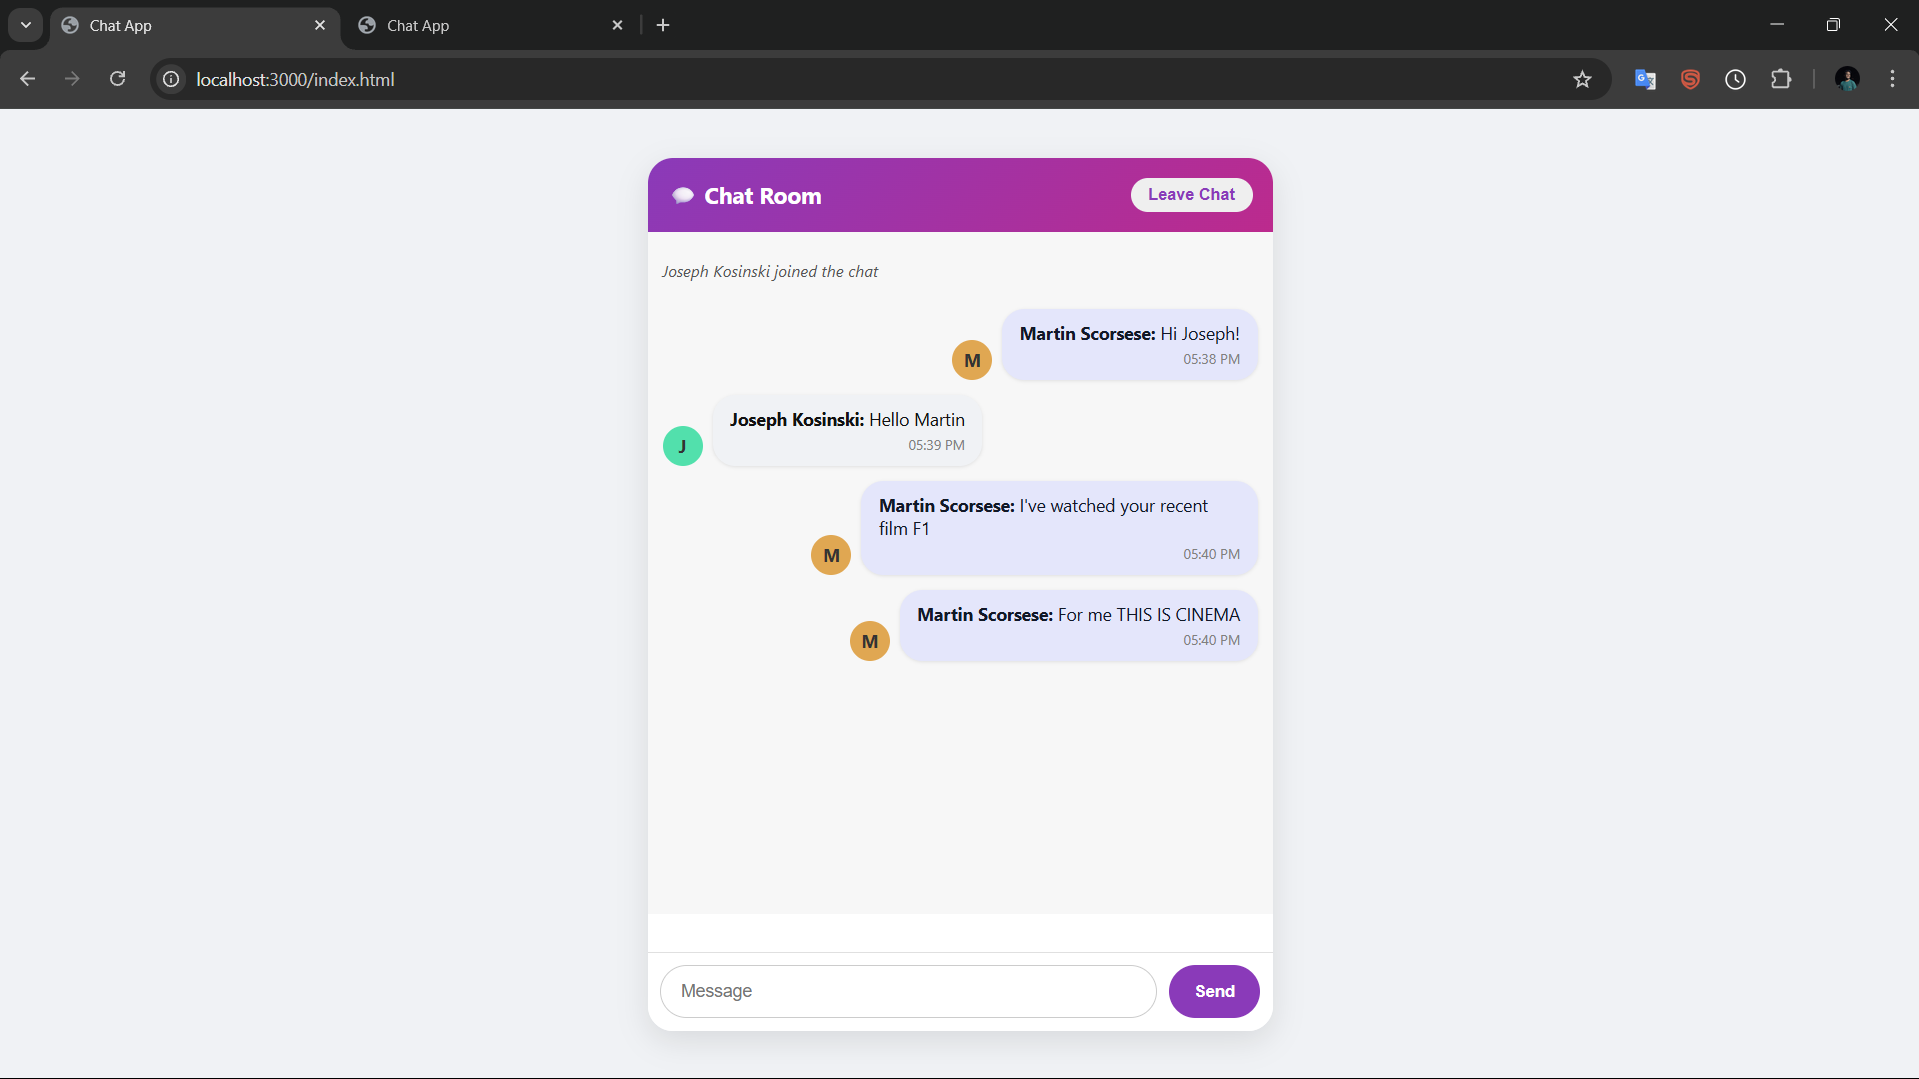 Chat App
Chat App
localhost:3000/index.html
Chat Room
Leave Chat
Joseph Kosinski joined the chat
Martin Scorsese: Hi Joseph!
05:38 PM
M
Joseph Kosinski: Hello Martin
05:39 PM
J
Martin Scorsese: I've watched your recent
film F1
05:40 PM
M
Martin Scorsese: For me THIS IS CINEMA
05:40 PM
M
Message
Send